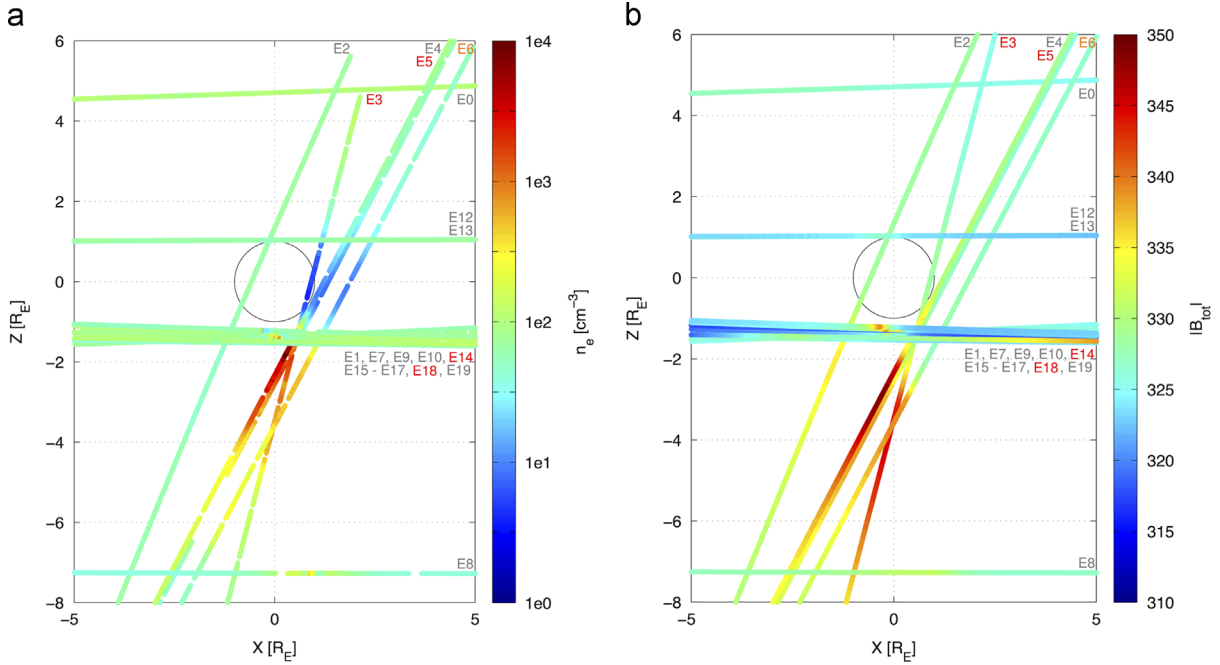 a
6
4
2
0
−2
−4
−6
−8
−5
0
5
Z [R_E]
X [R_E]
E2
E4
E6
E5
E3
E0
E12
E13
E1, E7, E9, E10, E14
E15 - E17, E18, E19
E8
1e4
1e3
1e2
1e1
1e0
n_e [cm⁻³]
b
6
4
2
0
−2
−4
−6
−8
−5
0
5
Z [R_E]
X [R_E]
E2
E3
E4
E6
E5
E0
E12
E13
E1, E7, E9, E10, E14
E15 - E17, E18, E19
E8
350
345
340
335
330
325
320
315
310
|B_tot|